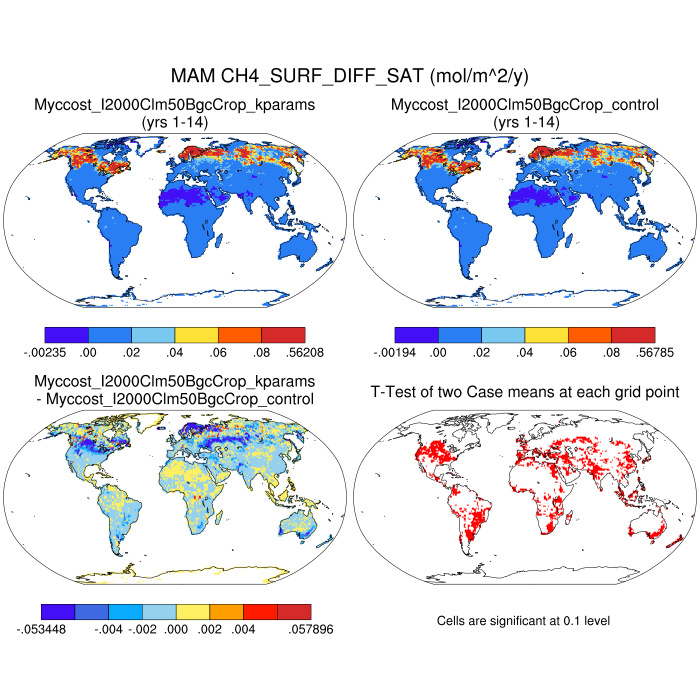 MAM CH4_SURF_DIFF_SAT (mol/m^2/y)
Myccost_I2000Clm50BgcCrop_kparams
(yrs 1-14)
Myccost_I2000Clm50BgcCrop_control
(yrs 1-14)
-.00235 .00 .02 .04 .06 .08 .56208
-.00194 .00 .02 .04 .06 .08 .56785
Myccost_I2000Clm50BgcCrop_kparams
- Myccost_I2000Clm50BgcCrop_control
T-Test of two Case means at each grid point
-.053448 -.004 -.002 .000 .002 .004 .057896
Cells are significant at 0.1 level